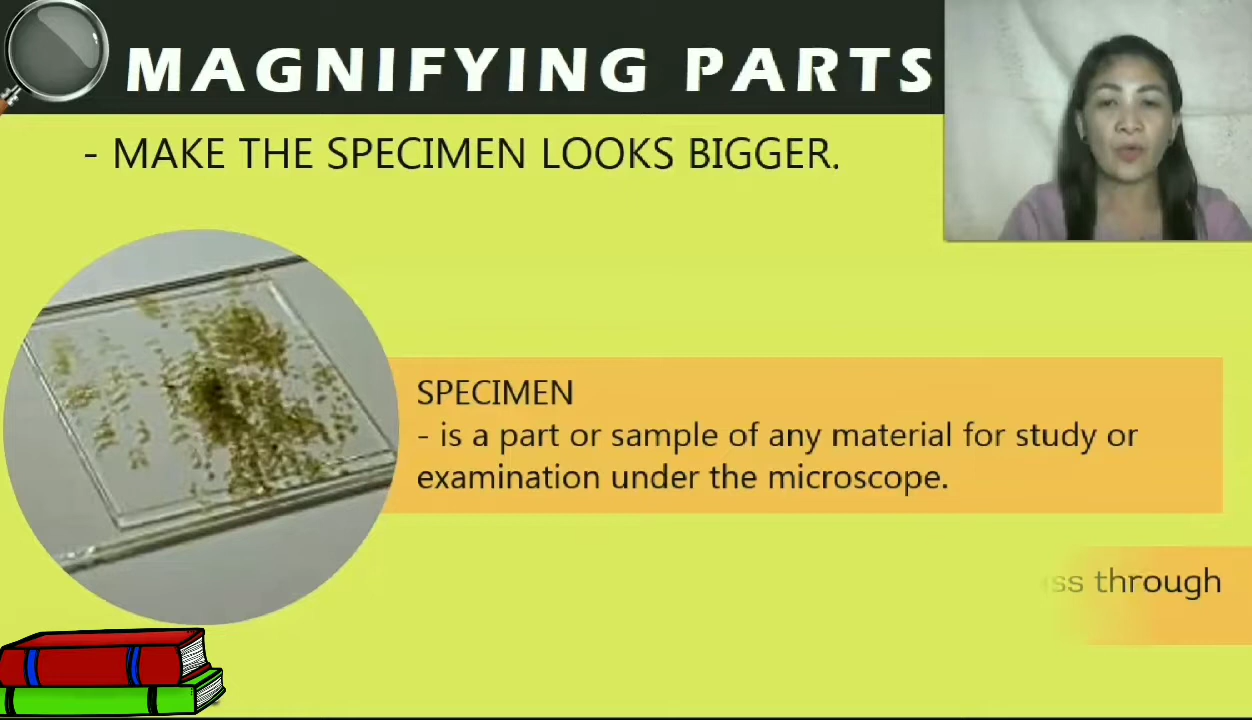 MAGNIFYING PARTS
- MAKE THE SPECIMEN LOOKS BIGGER.
SPECIMEN
- is a part or sample of any material for study or
examination under the microscope.
through